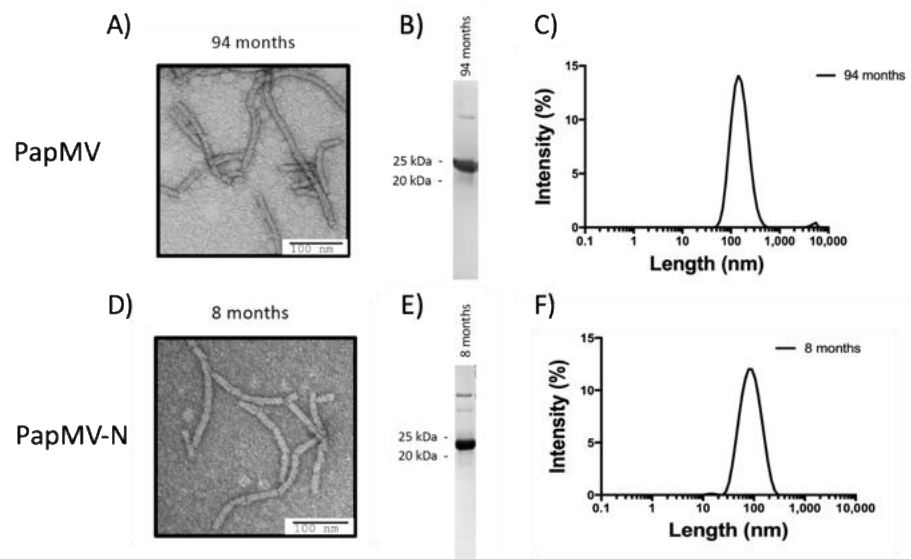 A)
94 months
PapMV
100 nm
B)
94 months
25 kDa -
20 kDa -
C)
15
10
5
0
Intensity (%)
94 months
0.1 1 10 100 1,000 10,000
Length (nm)
D)
8 months
PapMV-N
100 nm
E)
8 months
25 kDa -
20 kDa -
F)
15
10
5
0
Intensity (%)
8 months
0.1 1 10 100 1,000 10,000
Length (nm)